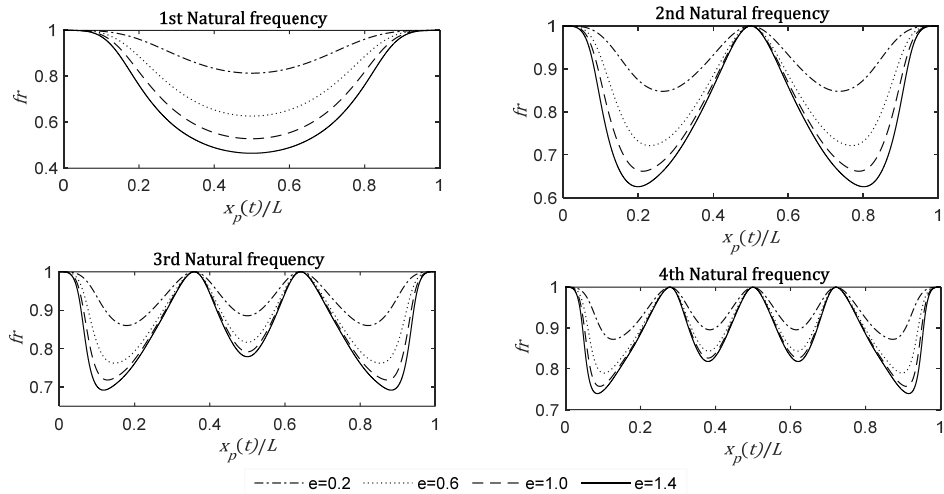 1st Natural frequency
1
0.8
0.6
0.4
fr
0 0.2 0.4 0.6 0.8 1
x_p(t)/L
2nd Natural frequency
1
0.9
0.8
0.7
0.6
fr
0 0.2 0.4 0.6 0.8 1
x_p(t)/L
3rd Natural frequency
1
0.9
0.8
0.7
fr
0 0.2 0.4 0.6 0.8 1
x_p(t)/L
4th Natural frequency
1
0.9
0.8
0.7
fr
0 0.2 0.4 0.6 0.8 1
x_p(t)/L
e=0.2 e=0.6 e=1.0 e=1.4